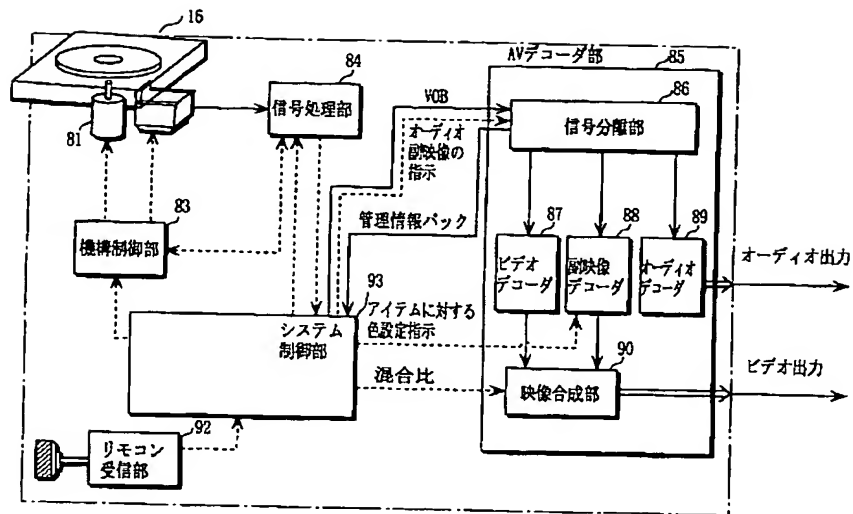 16
AVデコーダ部
85
84
信号処理部
VOB
86
信号分離部
81
オーディオ
副映像の
指示
83
機構制御部
管理情報パック
87
ビデオ
デコーダ
88
副映像
デコーダ
89
オーディオ
デコーダ
オーディオ出力
93
システム
制御部
アイテムに対する
色設定指示
混合比
90
映像合成部
ビデオ出力
92
リモコン
受信部